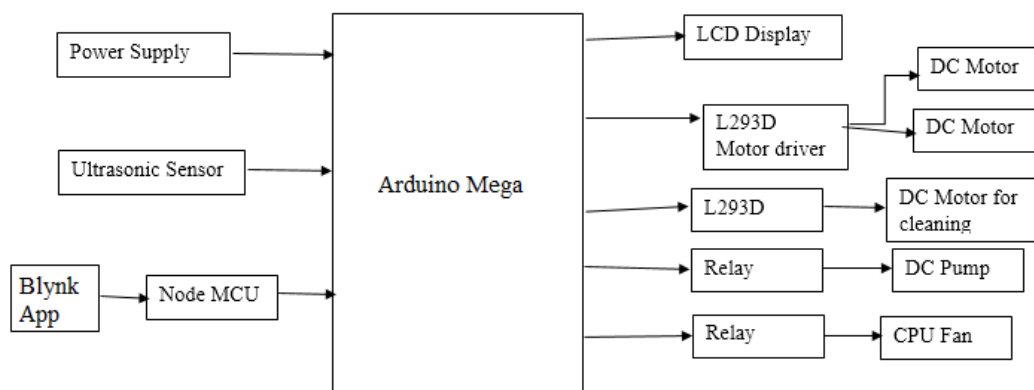 Power Supply
Ultrasonic Sensor
Blynk
App
Node MCU
Arduino Mega
LCD Display
L293D
Motor driver
DC Motor
DC Motor
L293D
DC Motor for
cleaning
Relay
DC Pump
Relay
CPU Fan